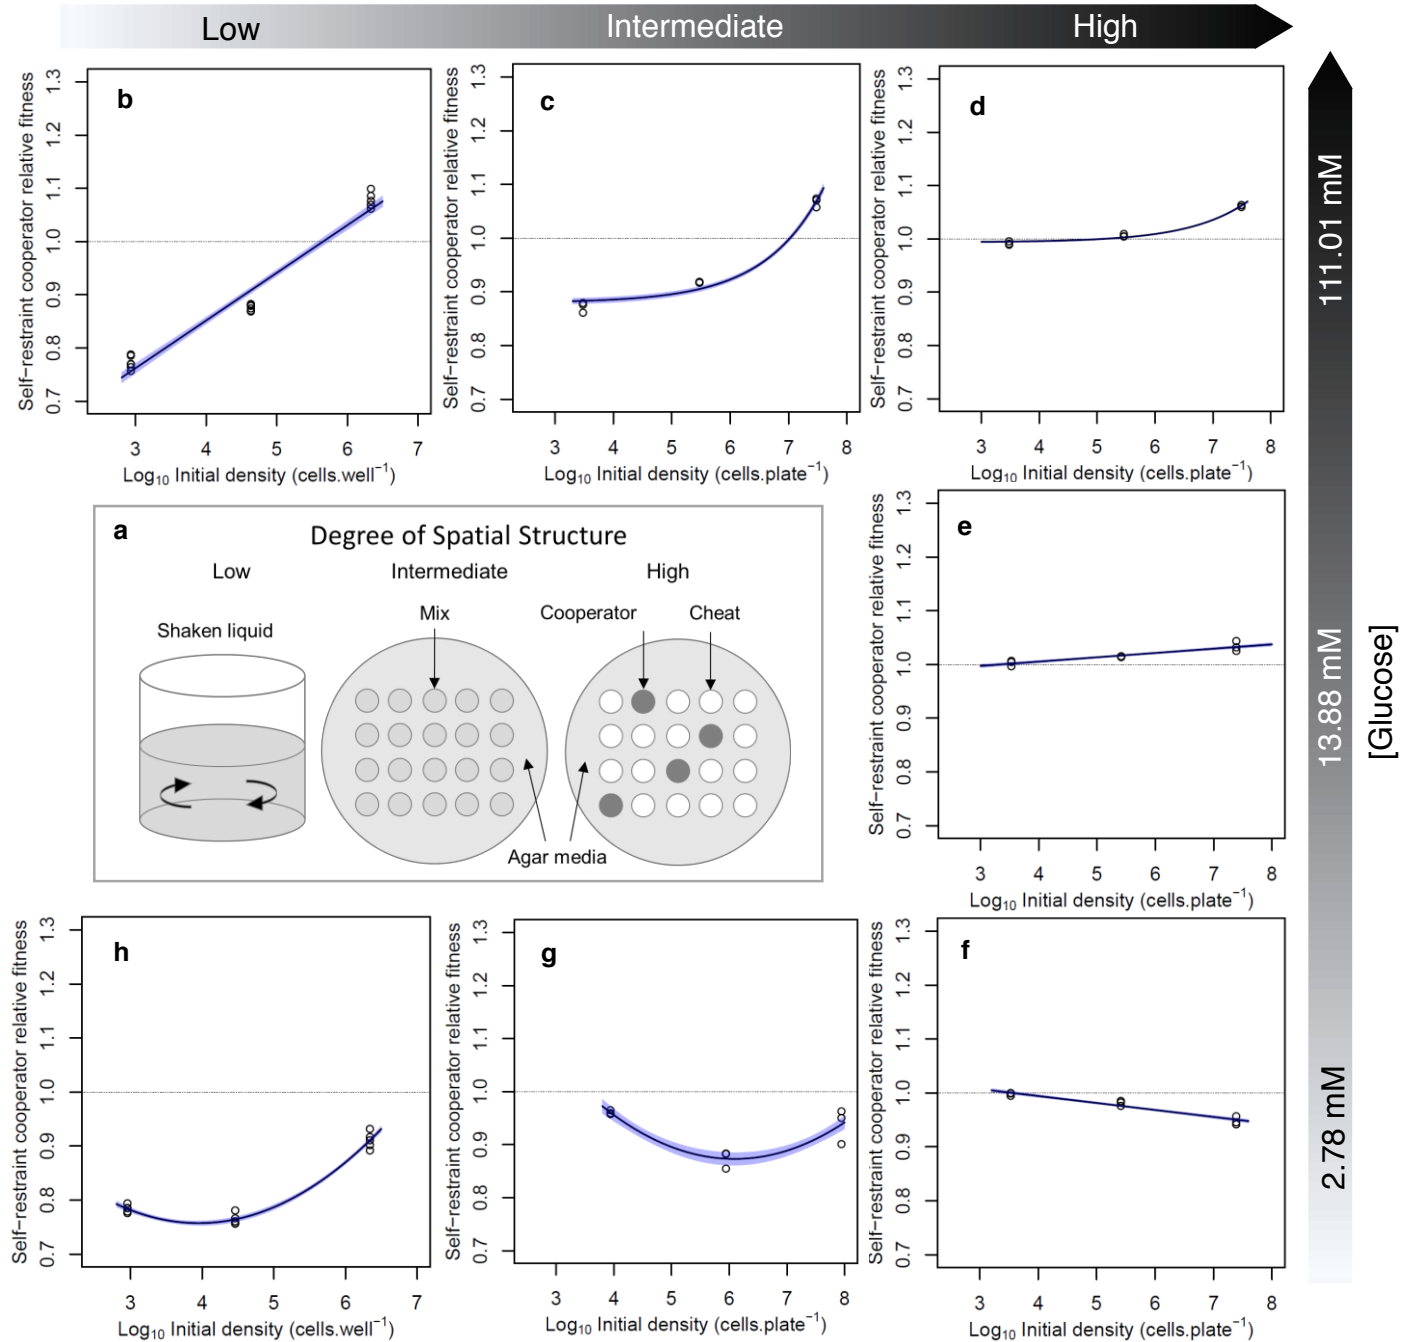 Low
Intermediate
High
b
Self−restraint cooperator relative fitness
0.7 0.8 0.9 1.0 1.1 1.2 1.3
3 4 5 6 7
Log10 Initial density (cells.well−1)
c
Self−restraint cooperator relative fitness
0.7 0.8 0.9 1.0 1.1 1.2 1.3
3 4 5 6 7 8
Log10 Initial density (cells.plate−1)
d
Self−restraint cooperator relative fitness
0.7 0.8 0.9 1.0 1.1 1.2 1.3
3 4 5 6 7 8
Log10 Initial density (cells.plate−1)
111.01 mM
13.88 mM
2.78 mM
[Glucose]
a
Degree of Spatial Structure
Low
Intermediate
High
Shaken liquid
Mix
Cooperator
Cheat
Agar media
e
Self−restraint cooperator relative fitness
0.7 0.8 0.9 1.0 1.1 1.2 1.3
3 4 5 6 7 8
Log10 Initial density (cells.plate−1)
h
Self−restraint cooperator relative fitness
0.7 0.8 0.9 1.0 1.1 1.2 1.3
3 4 5 6 7
Log10 Initial density (cells.well−1)
g
Self−restraint cooperator relative fitness
0.7 0.8 0.9 1.0 1.1 1.2 1.3
3 4 5 6 7 8
Log10 Initial density (cells.plate−1)
f
Self−restraint cooperator relative fitness
0.7 0.8 0.9 1.0 1.1 1.2 1.3
3 4 5 6 7 8
Log10 Initial density (cells.plate−1)